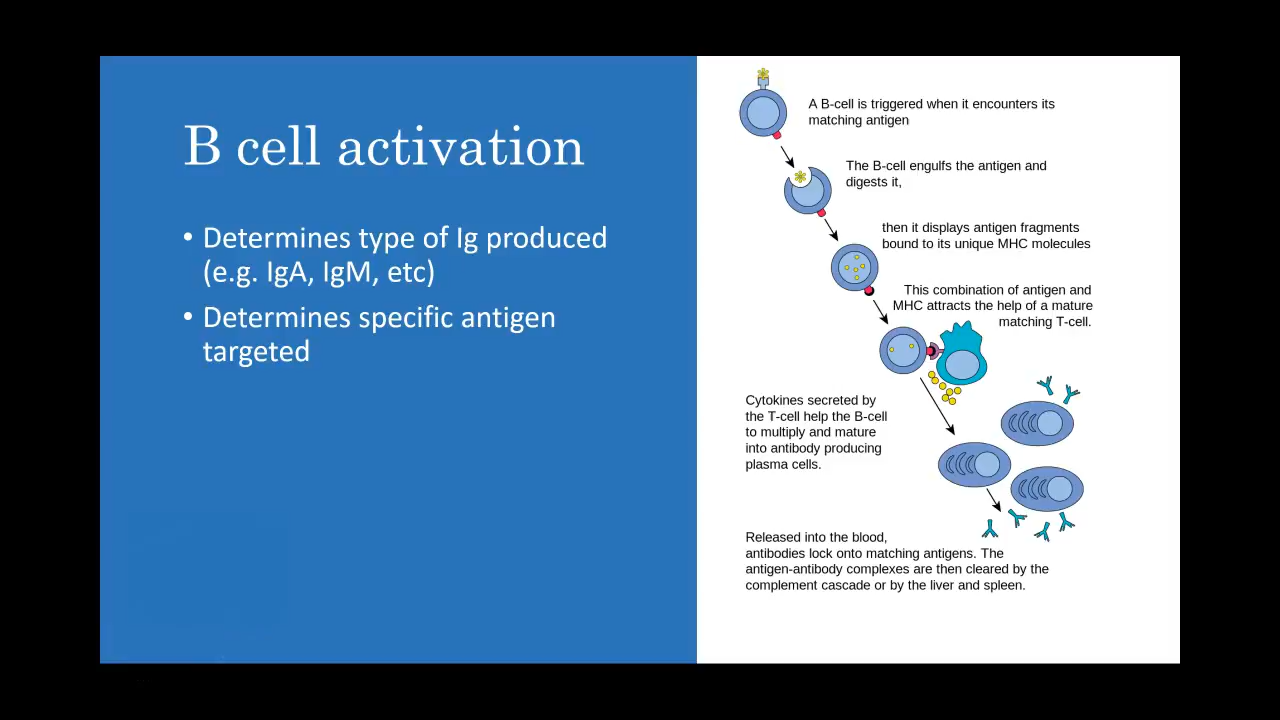 B cell activation
• Determines type of Ig produced
(e.g. IgA, IgM, etc)
• Determines specific antigen
targeted
A B-cell is triggered when it encounters its
matching antigen
The B-cell engulfs the antigen and
digests it,
then it displays antigen fragments
bound to its unique MHC molecules
This combination of antigen and
MHC attracts the help of a mature
matching T-cell.
Cytokines secreted by
the T-cell help the B-cell
to multiply and mature
into antibody producing
plasma cells.
Released into the blood,
antibodies lock onto matching antigens. The
antigen-antibody complexes are then cleared by the
complement cascade or by the liver and spleen.